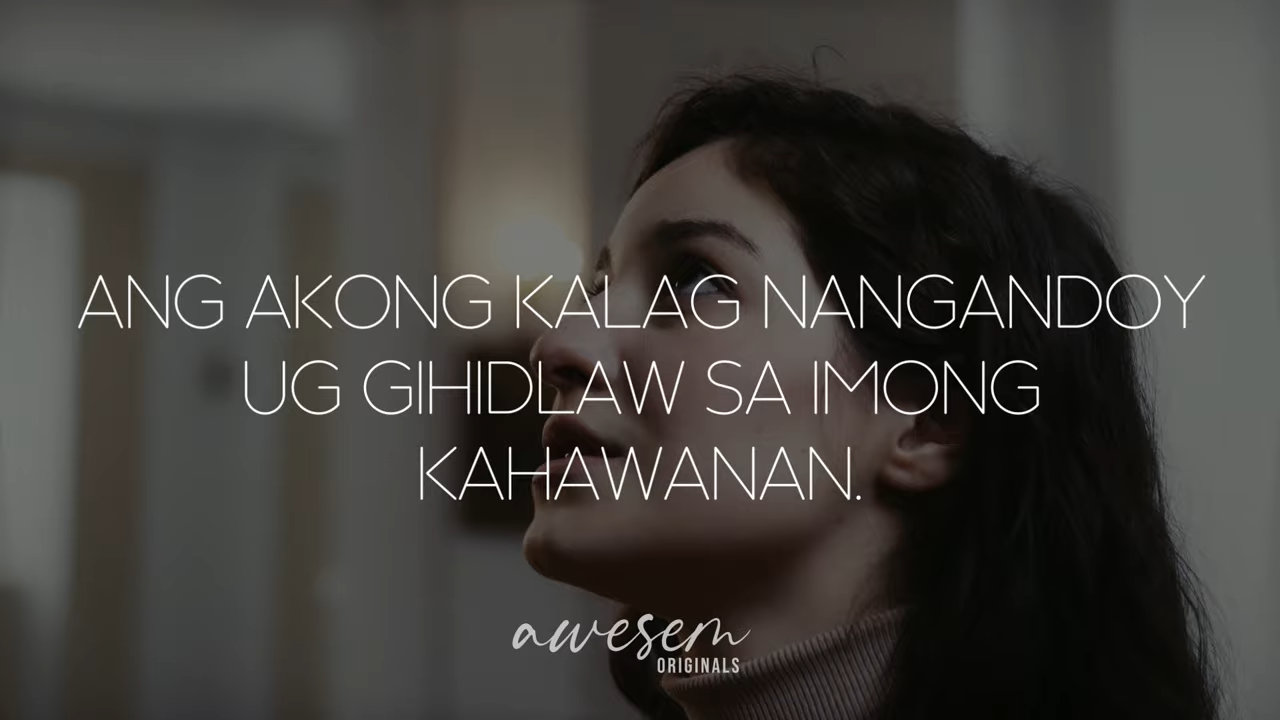 ANG AKONG KALAG NANGANDOY
UG GIHIDLAW SA IMONG
KAHAWANAN.
awesem
ORIGINALS